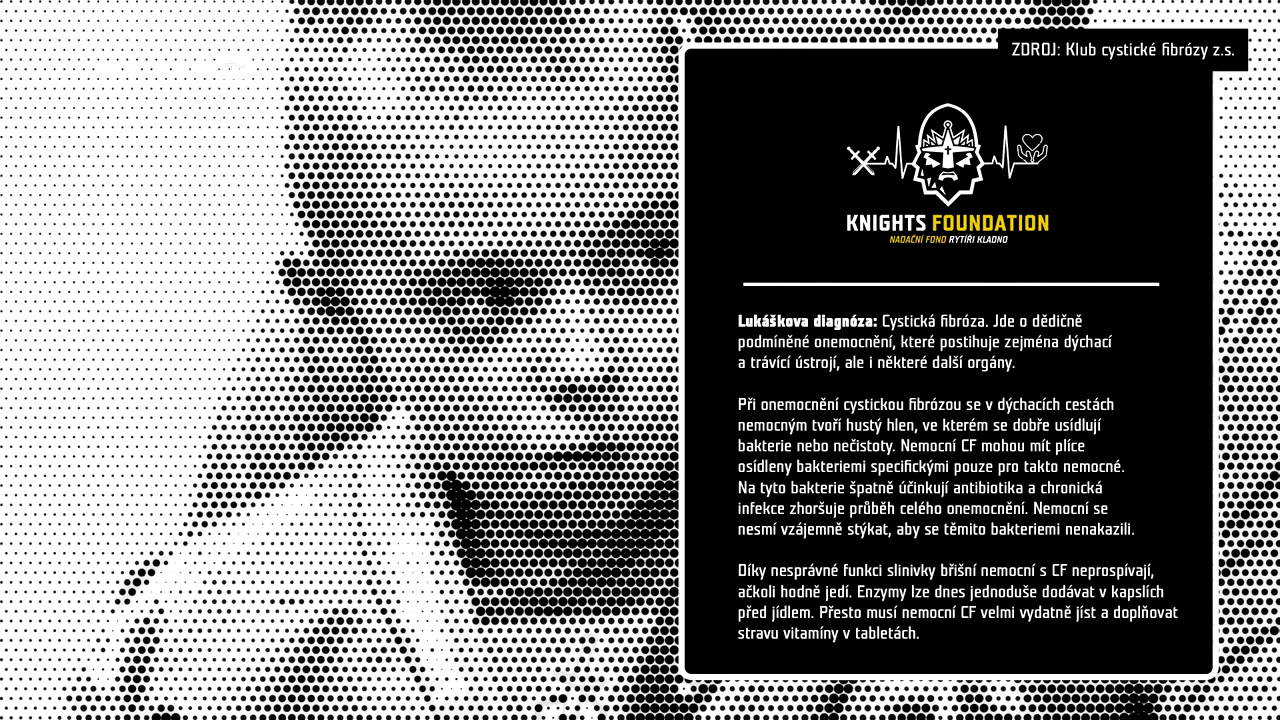 ZDROJ: Klub cystické fibrózy z.s.
KNIGHTS FOUNDATION
NADAČNÍ FOND RYTÍŘI KLADNO
Lukáškova diagnóza: Cystická fibróza. Jde o dědičně
podmíněné onemocnění, které postihuje zejména dýchací
a trávící ústrojí, ale i některé další orgány.
Při onemocnění cystickou fibrózou se v dýchacích cestách
nemocným tvoří hustý hlen, ve kterém se dobře usídlují
bakterie nebo nečistoty. Nemocní CF mohou mít plíce
osídleny bakteriemi specifickými pouze pro takto nemocné.
Na tyto bakterie špatně účinkují antibiotika a chronická
infekce zhoršuje průběh celého onemocnění. Nemocní se
nesmí vzájemně stýkat, aby se těmito bakteriemi nenakazili.
Díky nesprávné funkci slinivky břišní nemocní s CF neprospívají,
ačkoli hodně jedí. Enzymy lze dnes jednoduše dodávat v kapslích
před jídlem. Přesto musí nemocní CF velmi vydatně jíst a doplňovat
stravu vitamíny v tabletách.